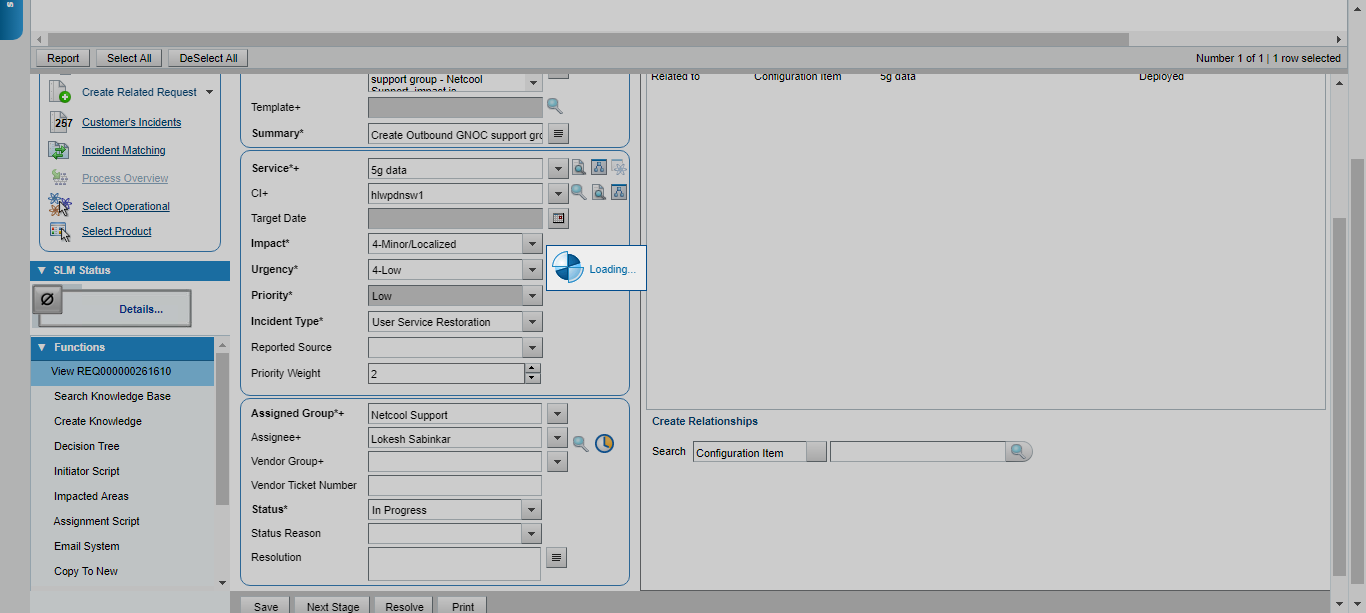 Report Select All DeSelect All Number 1 of 1 | 1 row selected
support group - Netcool
Related to Configuration Item 5g data Deployed
Create Related Request
Template+
257 Customer's Incidents
Summary* Create Outbound GNOC support gro
Incident Matching
Process Overview
Select Operational
Select Product
Service*+ 5g data
CI+ hlwpdnsw1
Target Date
Impact* 4-Minor/Localized
Urgency* 4-Low
Priority* Low
Incident Type* User Service Restoration
Reported Source
Priority Weight 2
Loading...
SLM Status
Details...
Functions
View REQ000000261610
Search Knowledge Base
Create Knowledge
Decision Tree
Initiator Script
Impacted Areas
Assignment Script
Email System
Copy To New
Assigned Group*+ Netcool Support
Assignee+ Lokesh Sabinkar
Vendor Group+
Vendor Ticket Number
Status* In Progress
Status Reason
Resolution
Create Relationships
Search Configuration Item
Save Next Stage Resolve Print